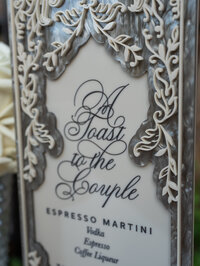 A
Toast
to the
Couple
ESPRESSO MARTINI
Vodka
Espresso
Coffee Liqueur